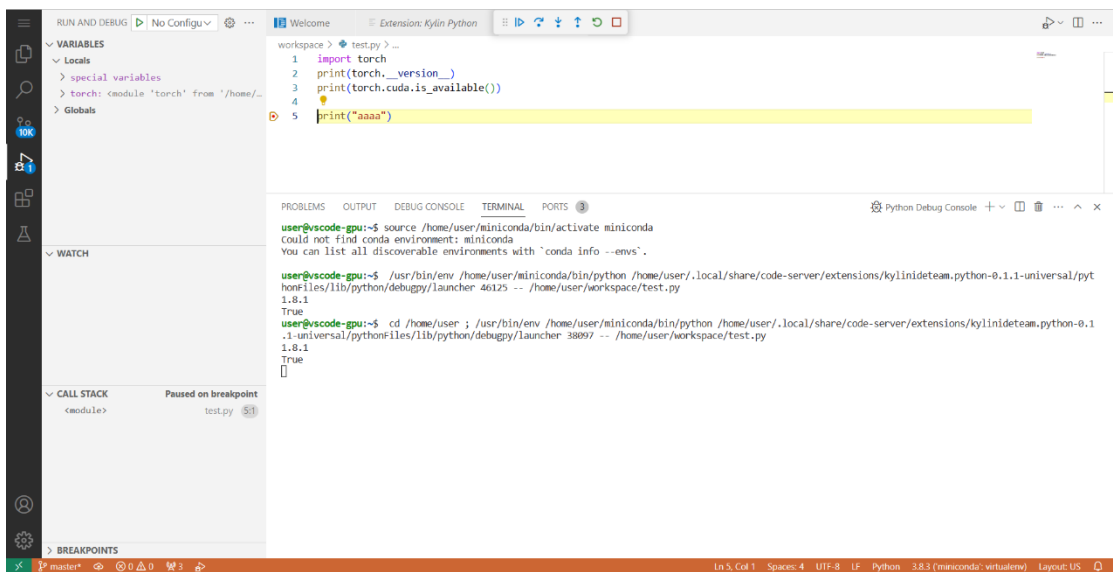 RUN AND DEBUG No Configu
Welcome
Extension: Kylin Python
VARIABLES
Locals
special variables
torch: <module 'torch' from '/home/…
Globals
10K
1
workspace > test.py > ...
1 import torch
2 print(torch.__version__)
3 print(torch.cuda.is_available())
4
5 print("aaaa")
PROBLEMS OUTPUT DEBUG CONSOLE TERMINAL PORTS 3
Python Debug Console
user@vscode-gpu:~$ source /home/user/miniconda/bin/activate miniconda
Could not find conda environment: miniconda
You can list all discoverable environments with `conda info --envs`.
user@vscode-gpu:~$ /usr/bin/env /home/user/miniconda/bin/python /home/user/.local/share/code-server/extensions/kylinideteam.python-0.1.1-universal/pyt
honFiles/lib/python/debugpy/launcher 46125 -- /home/user/workspace/test.py
1.8.1
True
user@vscode-gpu:~$ cd /home/user ; /usr/bin/env /home/user/miniconda/bin/python /home/user/.local/share/code-server/extensions/kylinideteam.python-0.1
.1-universal/pythonFiles/lib/python/debugpy/launcher 38097 -- /home/user/workspace/test.py
1.8.1
True
WATCH
CALL STACK Paused on breakpoint
<module> test.py 5:1
BREAKPOINTS
master* 0 0 3
Ln 5, Col 1 Spaces: 4 UTF-8 LF Python 3.8.3 ('miniconda': virtualenv) Layout: US